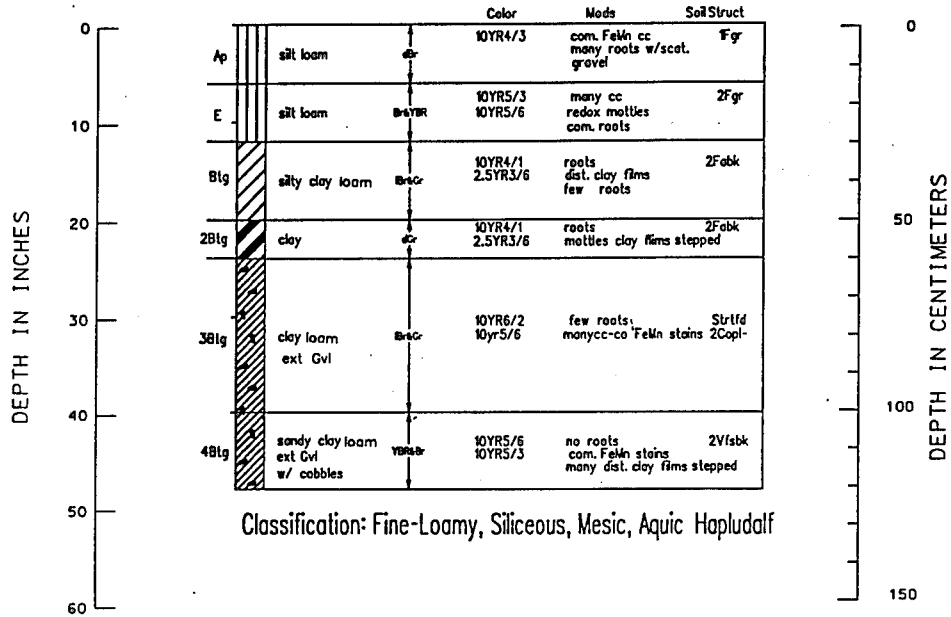 Color Mods Soil Struct
DEPTH IN INCHES
0
10
20
30
40
50
60
Ap silt loam dBr 10YR4/3 com. FeMn cc 1Fgr
many roots w/scat.
gravel
E silt loam Br&YBR 10YR5/3 many cc 2Fgr
10YR5/6 redox mottles
com. roots
Btg silty clay loam 10YR4/1 roots 2Fabk
2.5YR3/6 dist. clay films
few roots
2Btg clay dGr 10YR4/1 roots 2Fabk
2.5YR3/6 mottles clay films stepped
3Btg clay loam 10YR6/2 few roots Strtfd
ext Gvl 10yr5/6 manycc-co FeMn stains 2Copl-
4Btg sandy clay loam YBR&Br 10YR5/6 no roots 2Vfsbk
ext Gvl 10YR5/3 com. FeMn stains
w/ cobbles many dist. clay films stepped
Classification: Fine-Loamy, Siliceous, Mesic, Aquic Hapludalf
DEPTH IN CENTIMETERS
0
50
100
150